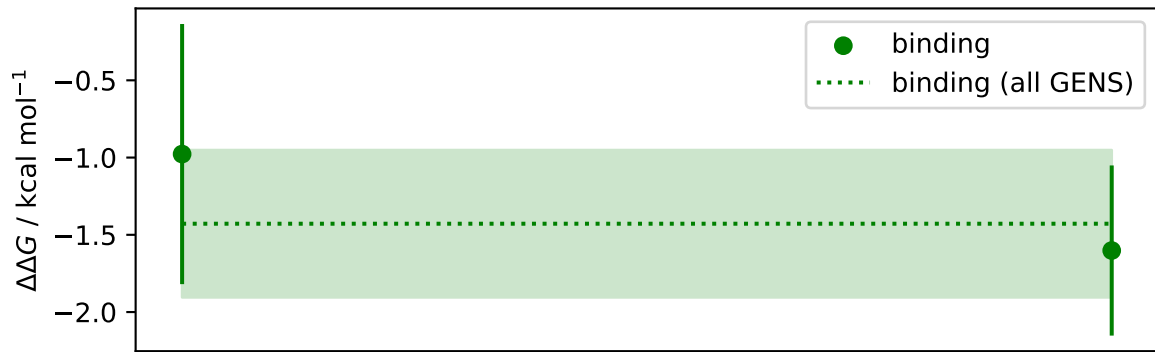 binding
binding (all GENS)
−0.5
−1.0
−1.5
−2.0
ΔΔG / kcal mol⁻¹